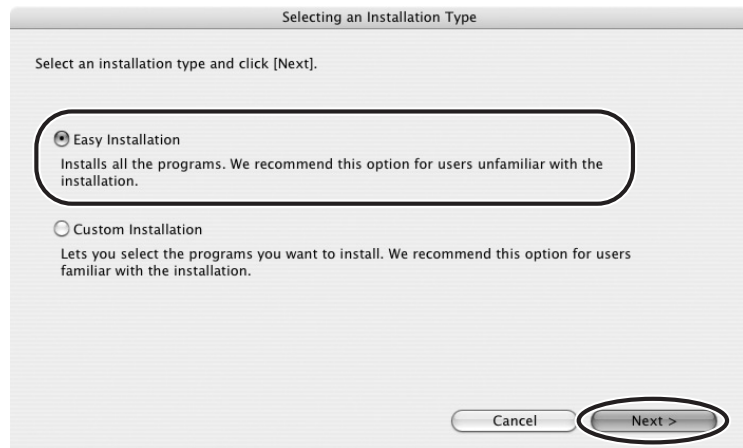 Selecting an Installation Type
Select an installation type and click [Next].
Easy Installation
Installs all the programs. We recommend this option for users unfamiliar with the
installation.
Custom Installation
Lets you select the programs you want to install. We recommend this option for users
familiar with the installation.
Cancel
Next >